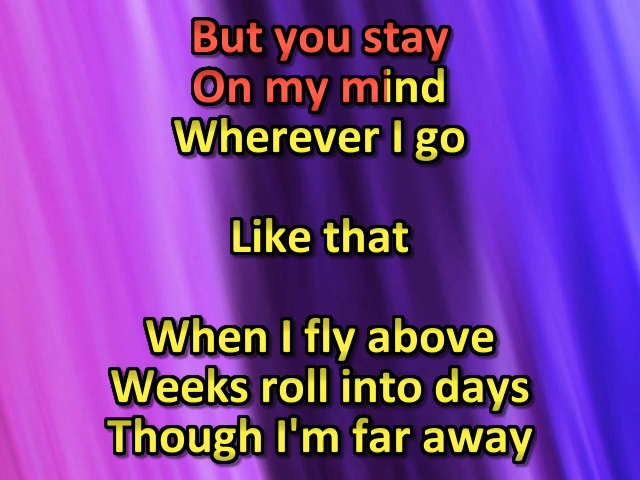 But you stay
On my mind
Wherever I go
Like that
When I fly above
Weeks roll into days
Though I'm far away